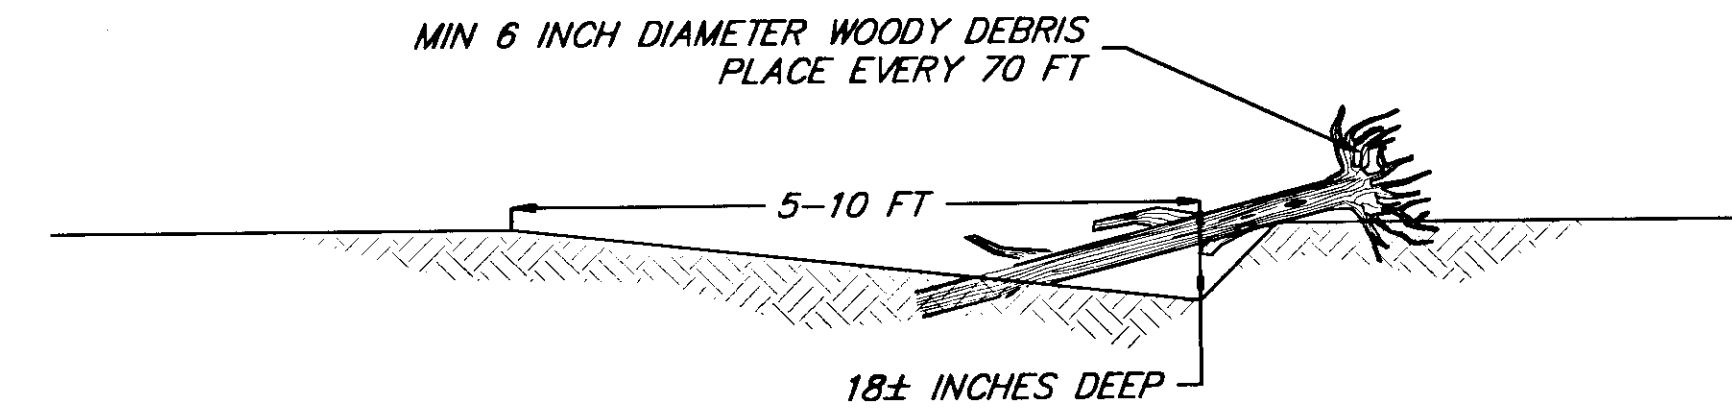 MIN 6 INCH DIAMETER WOODY DEBRIS
PLACE EVERY 70 FT
5-10 FT
18± INCHES DEEP